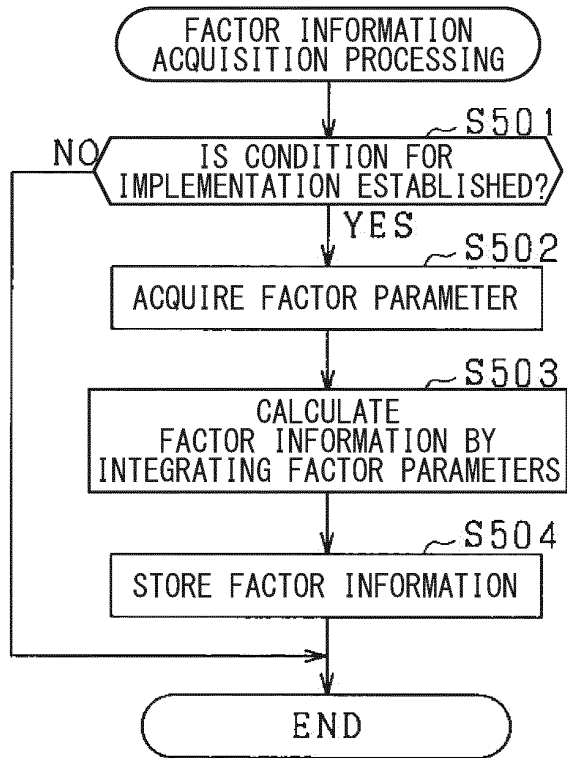 FACTOR INFORMATION
ACQUISITION PROCESSING
S501
NO
IS CONDITION FOR
IMPLEMENTATION ESTABLISHED?
YES
S502
ACQUIRE FACTOR PARAMETER
S503
CALCULATE
FACTOR INFORMATION BY
INTEGRATING FACTOR PARAMETERS
S504
STORE FACTOR INFORMATION
END